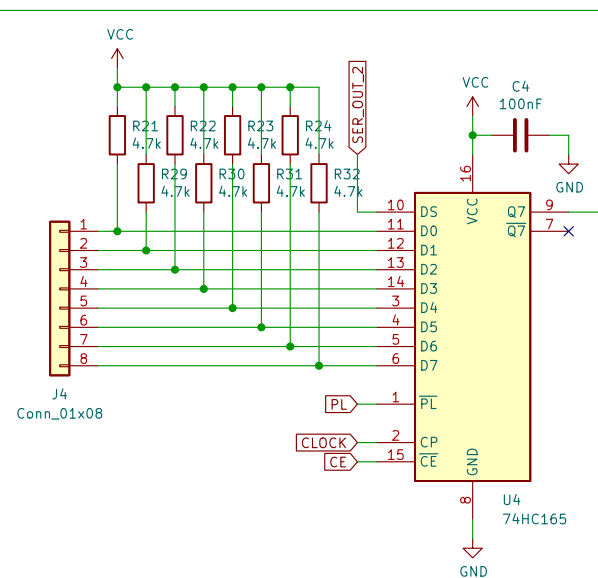 VCC
SER_OUT_2
VCC
C4
100nF
GND
R21
4.7k
R22
4.7k
R23
4.7k
R24
4.7k
R29
4.7k
R30
4.7k
R31
4.7k
R32
4.7k
16
VCC
10 DS
Q7 9
1
11 D0
Q7 7
2
12 D1
3
13 D2
4
14 D3
5
3 D4
6
4 D5
7
5 D6
8
6 D7
J4
Conn_01x08
PL
1 PL
CLOCK
2 CP
CE
15 CE
GND
8
U4
74HC165
GND